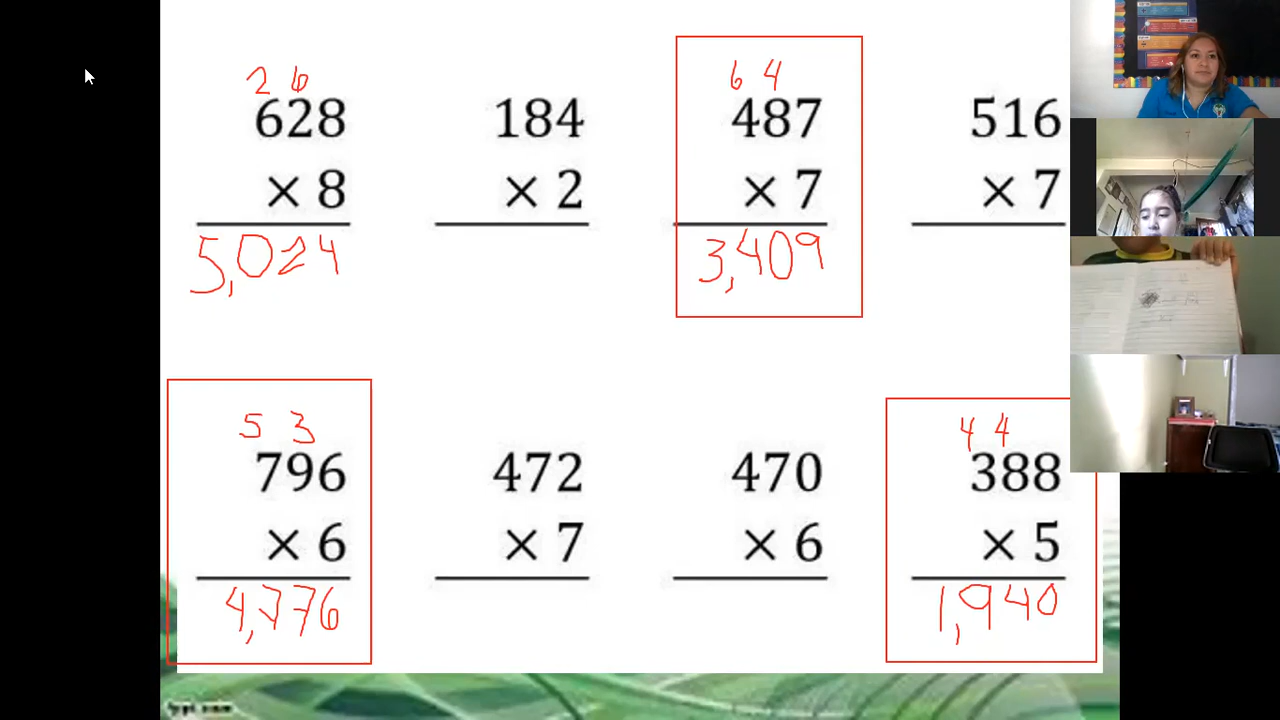 2 6 6 4
628 184 487 516
× 8 × 2 × 7 × 7
5,024 3,409
5 3 4 4
796 472 470 388
× 6 × 7 × 6 × 5
4,776 1,940